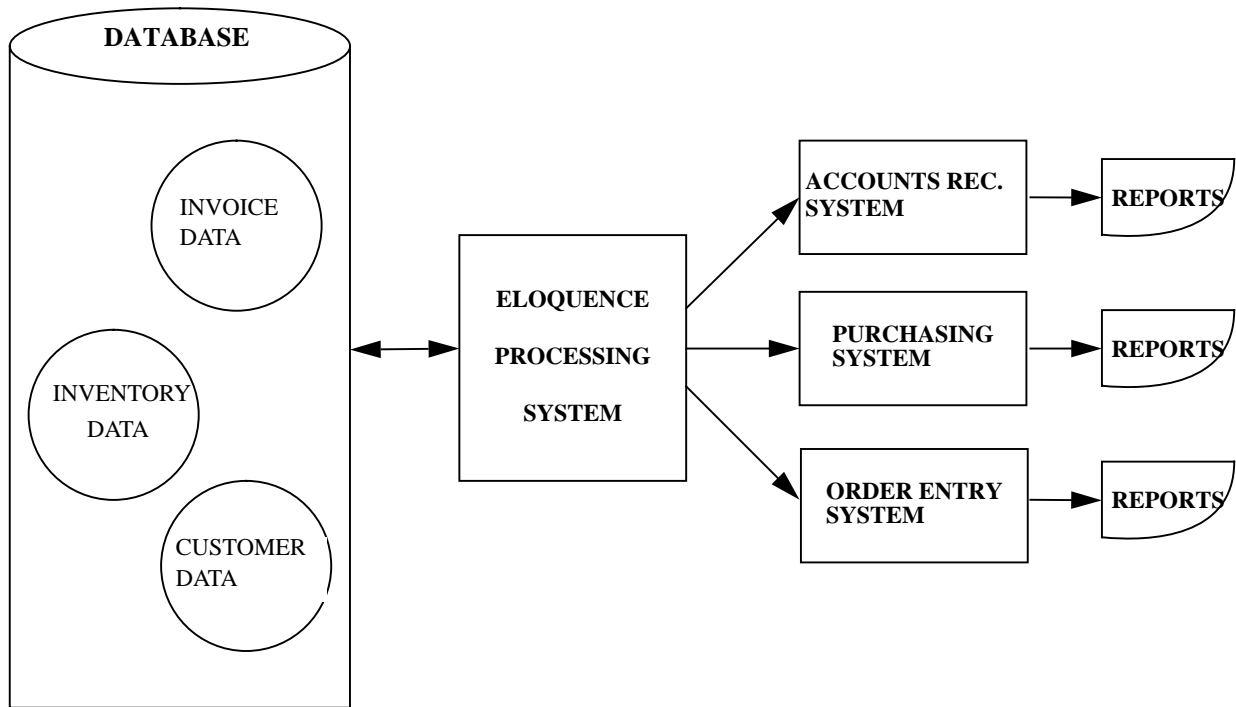 DATABASE
INVOICE
DATA
INVENTORY
DATA
CUSTOMER
DATA
ELOQUENCE
PROCESSING
SYSTEM
ACCOUNTS REC.
SYSTEM
REPORTS
PURCHASING
SYSTEM
REPORTS
ORDER ENTRY
SYSTEM
REPORTS